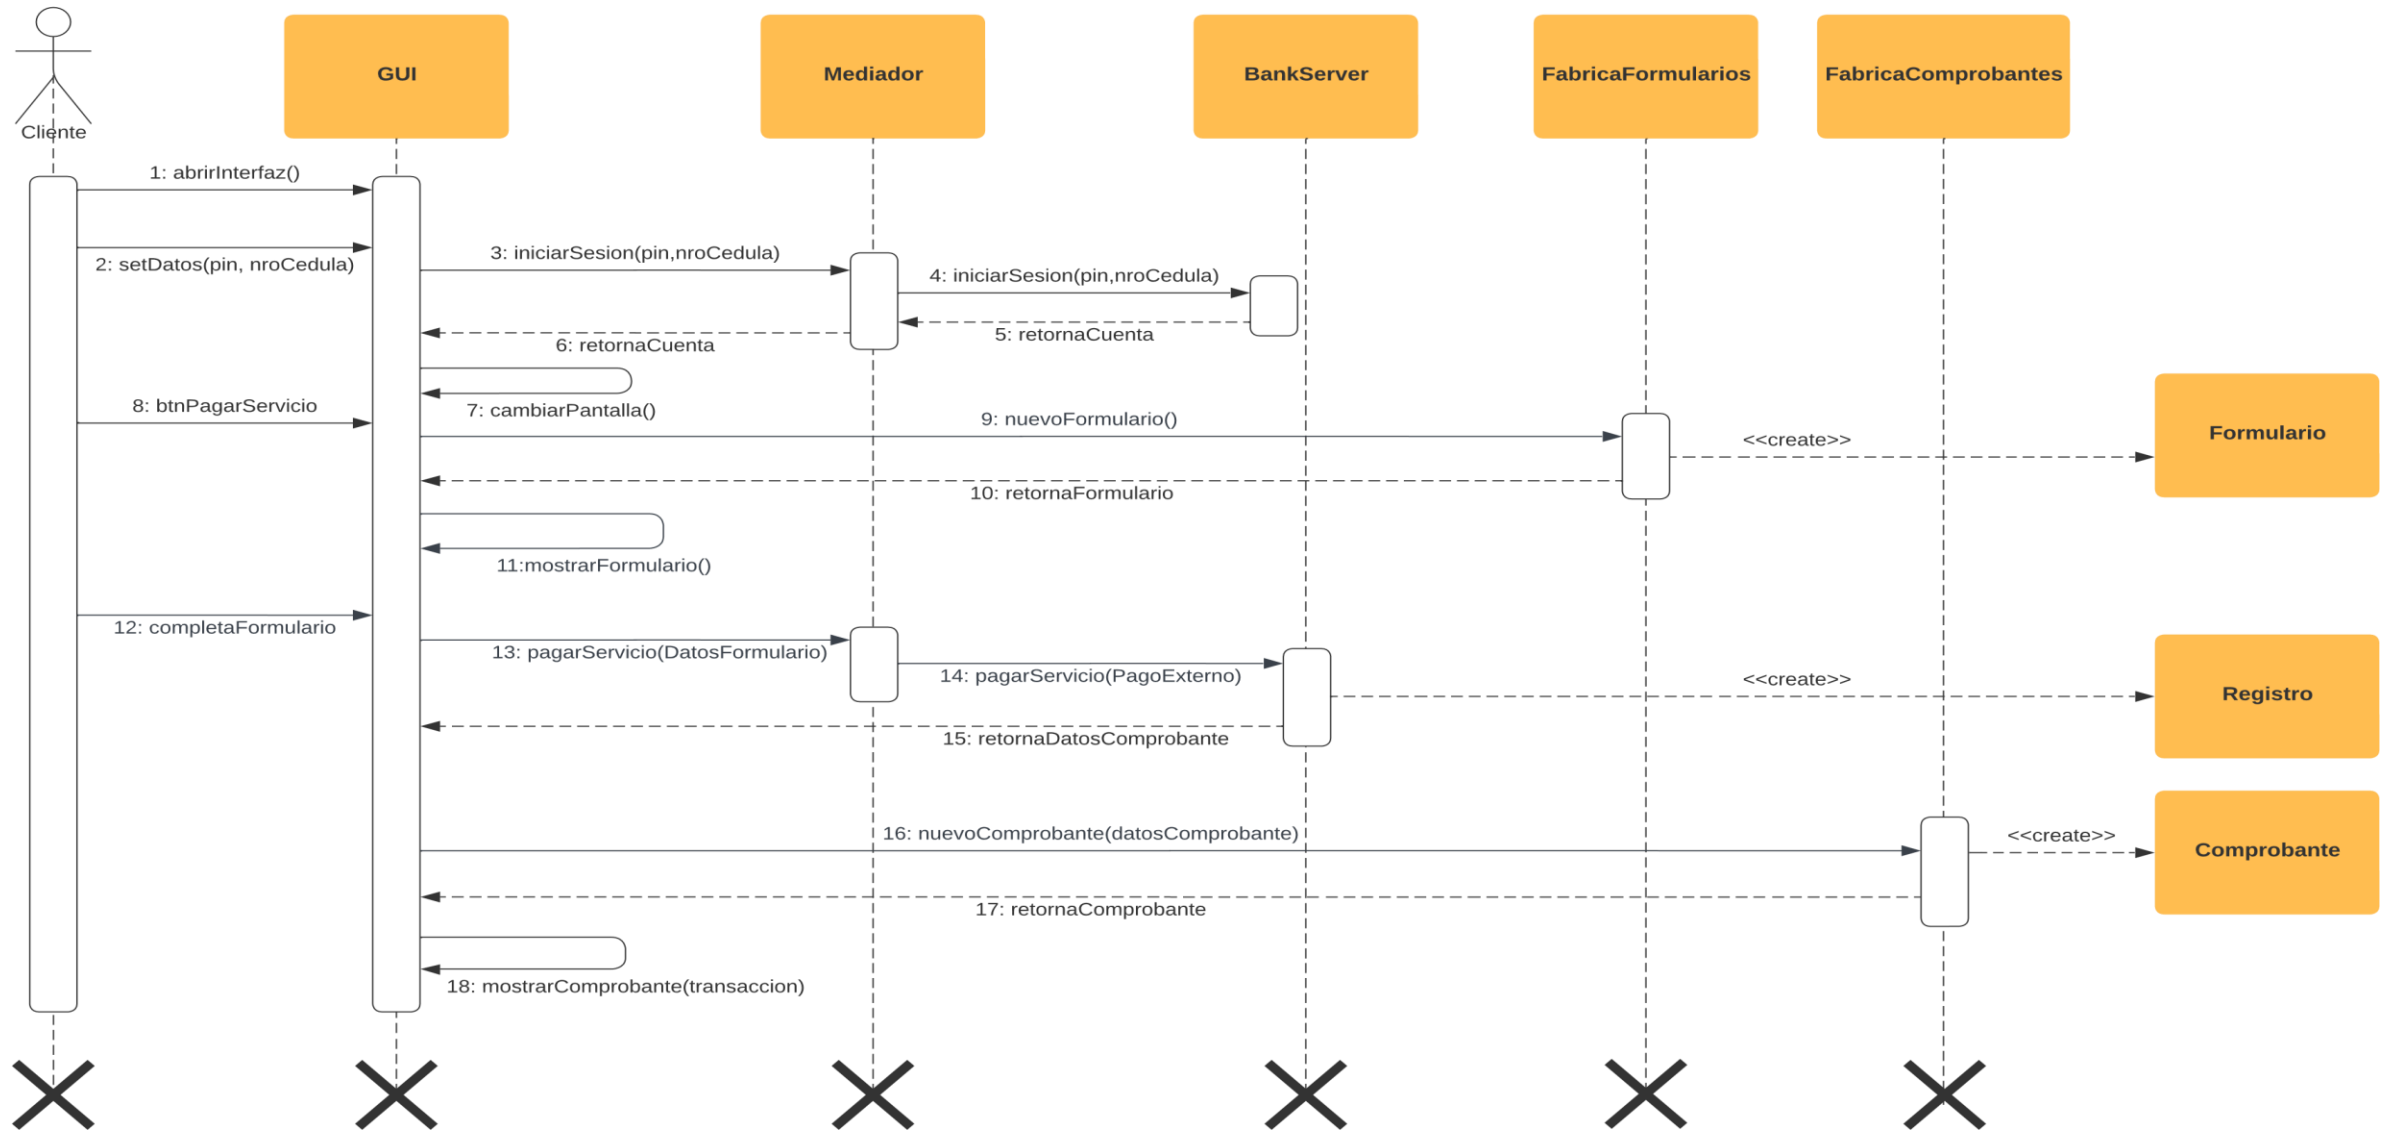 GUI
Mediador
BankServer
FabricaFormularios
FabricaComprobantes
Cliente
1: abrirInterfaz()
2: setDatos(pin, nroCedula)
3: iniciarSesion(pin,nroCedula)
4: iniciarSesion(pin,nroCedula)
5: retornaCuenta
6: retornaCuenta
7: cambiarPantalla()
8: btnPagarServicio
9: nuevoFormulario()
<<create>>
Formulario
10: retornaFormulario
11:mostrarFormulario()
12: completaFormulario
13: pagarServicio(DatosFormulario)
14: pagarServicio(PagoExterno)
<<create>>
Registro
15: retornaDatosComprobante
16: nuevoComprobante(datosComprobante)
<<create>>
Comprobante
17: retornaComprobante
18: mostrarComprobante(transaccion)